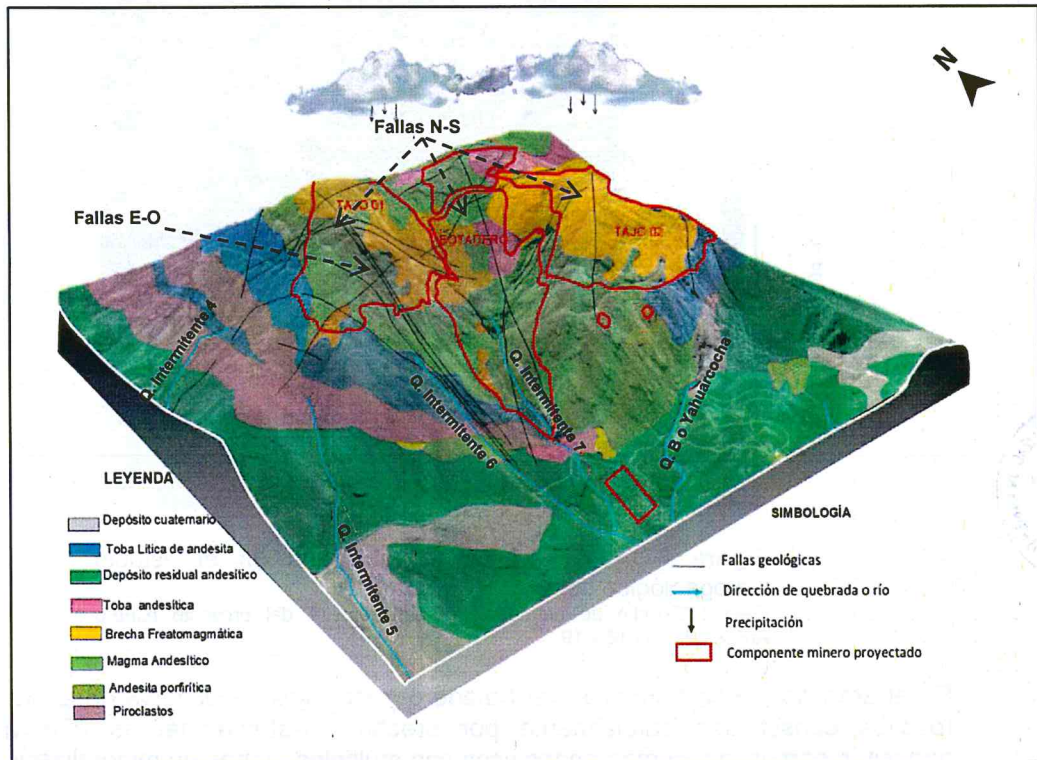 N
Fallas N-S
Fallas E-O
TAJO 01
BOTADERO
TAJO 02
Q. Intermitente 4
Q. Intermitente 6
Q. Intermitente 7
Q. B o Yahuarcocha
Q. Intermitente 5
LEYENDA
Depósito cuaternario
Toba Lítica de andesita
Depósito residual andesítico
Toba andesítica
Brecha Freatomagmática
Magma Andesítico
Andesita porfirítica
Piroclastos
SIMBOLOGÍA
Fallas geológicas
Dirección de quebrada o río
Precipitación
Componente minero proyectado